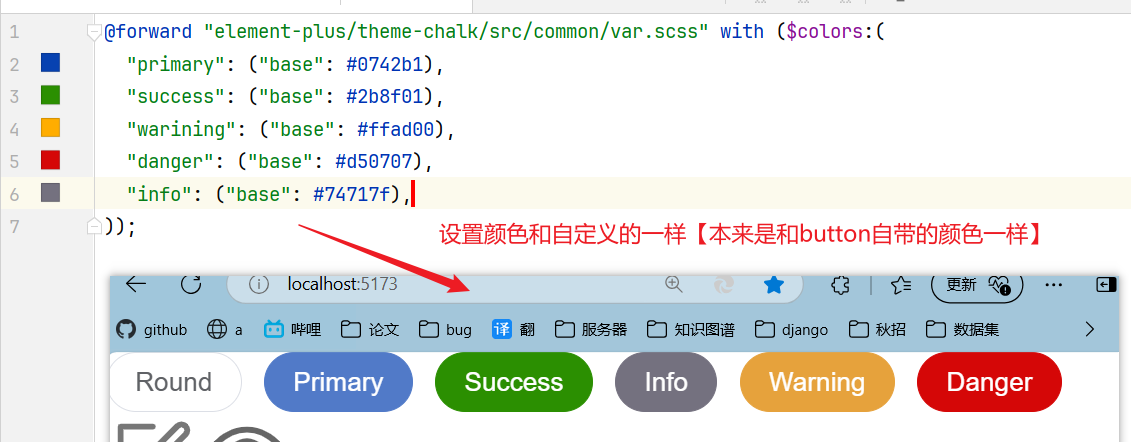 1 @forward "element-plus/theme-chalk/src/common/var.scss" with ($colors:(
2 "primary": ("base": #0742b1),
3 "success": ("base": #2b8f01),
4 "warining": ("base": #ffad00),
5 "danger": ("base": #d50707),
6 "info": ("base": #74717f),
7 ));
设置颜色和自定义的一样【本来是和button自带的颜色一样】
localhost:5173 更新
github a 哔哩 论文 bug 译 翻 服务器 知识图谱 django 秋招 数据集
Round Primary Success Info Warning Danger